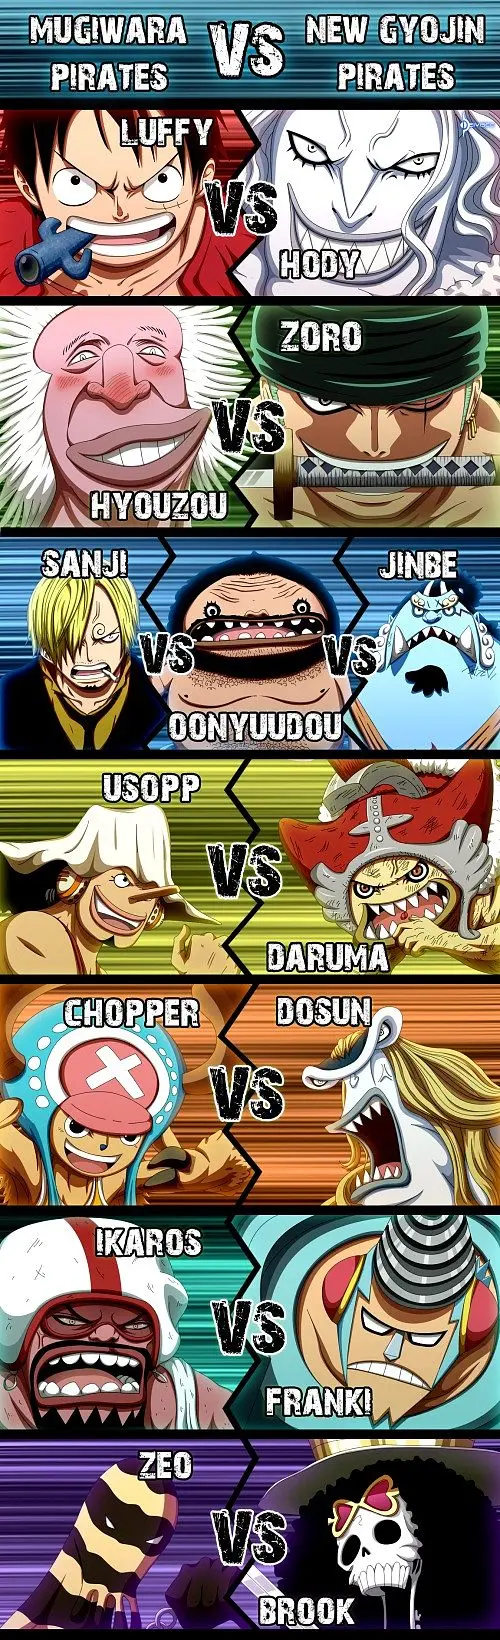 MUGIWARA PIRATES VS NEW GYOJIN PIRATES
LUFFY
VS
HODY
ZORO
VS
HYOUZOU
SANJI
JINBE
VS
VS
OONYUUDOU
USOPP
VS
DARUMA
CHOPPER
DOSUN
VS
IKAROS
VS
FRANKI
ZEO
VS
BROOK